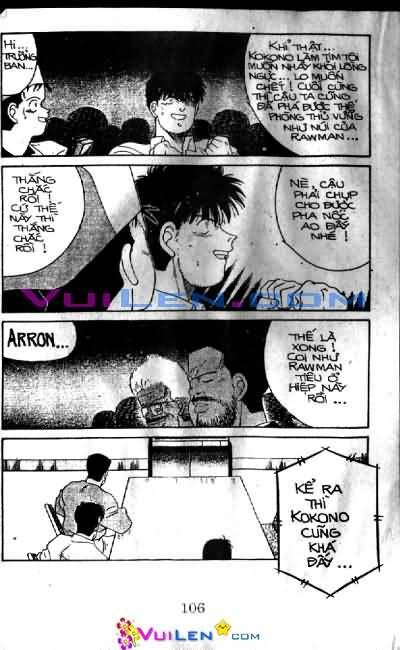 HI...
TRƯỞNG
BAN...
KHỈ THẬT...
KOKONO LÀM TIM TÔI
MUỐN NHẢY KHỎI LỒNG
NGỰC... LO MUỐN
CHẾT! CUỐI CÙNG
THÌ CẬU TA CŨNG
ĐÃ PHÁ ĐƯỢC THẾ
PHÒNG THỦ VỮNG
NHƯ NÚI CỦA
RAWMAN...
THẮNG
CHẮC
RỒI!
CỨ THẾ
NÀY THÌ
THẮNG
CHẮC
RỒI!
NÈ, CẬU
PHẢI CHỤP
CHO ĐƯỢC
PHA NỐC
AO ĐẤY
NHÉ!
VUILEN.COM
ARRON...
THẾ LÀ
XONG!
COI NHƯ
RAWMAN
TIÊU Ở
HIỆP NÀY
RỒI...
KỂ RA
THÌ
KOKONO
CŨNG
KHÁ
ĐẤY...
106
VUILEN.COM